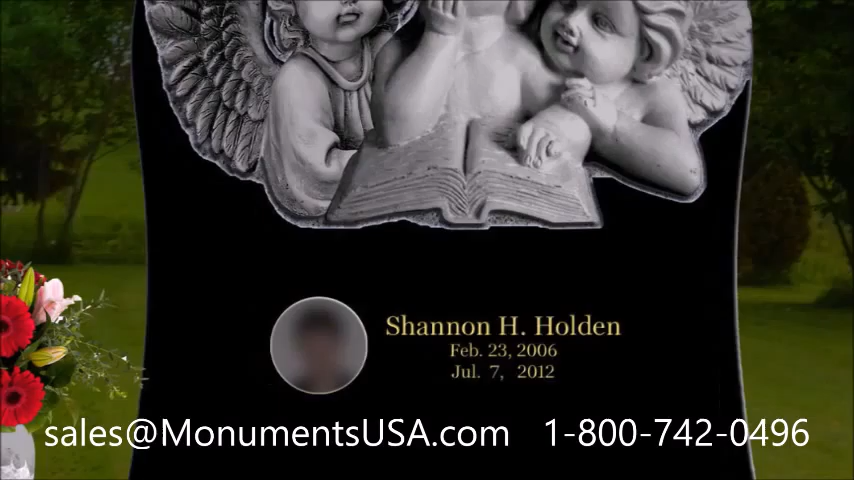 Shannon H. Holden
Feb. 23, 2006
Jul. 7, 2012
sales@MonumentsUSA.com 1-800-742-0496